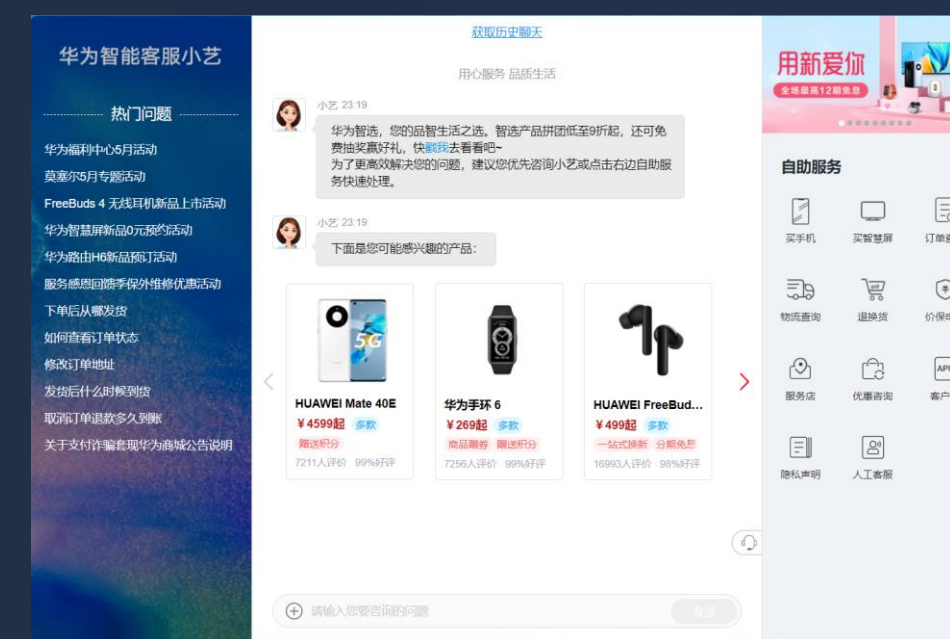 华为智能客服小艺
热门问题
华为福利中心5月活动
莫塞尔5月专题活动
FreeBuds 4 无线耳机新品上市活动
华为智慧屏新品0元预约活动
华为路由H6新品预订活动
服务感恩回馈季保外维修优惠活动
下单后从哪发货
如何查看订单状态
修改订单地址
发货后什么时候到货
取消订单退款多久到账
关于支付诈骗套现华为商城公告说明
获取历史聊天
用心服务 品质生活
小艺 23:19
华为智选，您的品智生活之选。智选产品拼团低至9折起，还可免
费抽奖赢好礼，快戳我去看看吧~
为了更高效解决您的问题，建议您优先咨询小艺或点击右边自助服
务快速处理。
小艺 23:19
下面是您可能感兴趣的产品：
5G
HUAWEI Mate 40E
¥4599起 多款
赠送积分
7211人评价 99%好评
华为手环 6
¥269起 多款
商品赠券 赠送积分
7256人评价 99%好评
HUAWEI FreeBud...
¥499起 多款
一站式换新 分期免息
16993人评价 98%好评
请输入您要咨询的问题
发送
用新爱你
全场最高12期免息
自助服务
买手机
买智慧屏
订单
物流查询
退换货
价保
服务店
优惠咨询
客户
隐私声明
人工客服